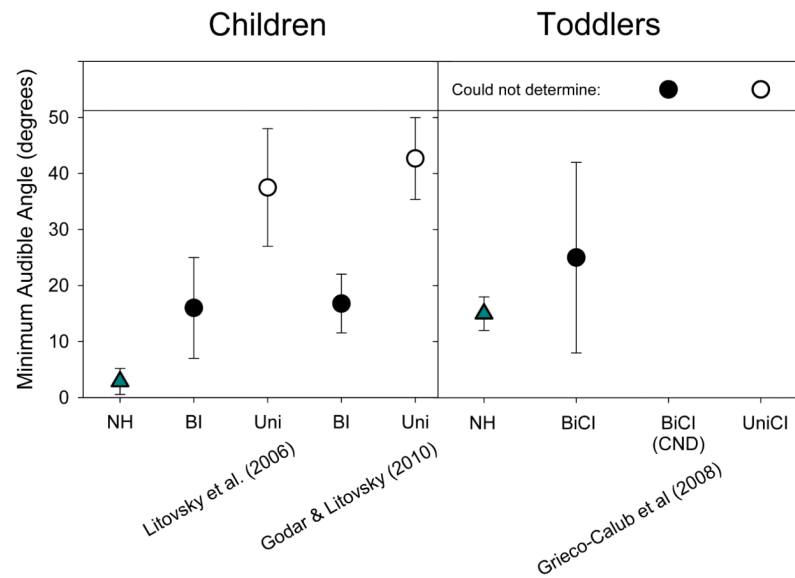 Children
Toddlers
Minimum Audible Angle (degrees)
Could not determine:
50
40
30
20
10
0
NH
BI
Uni
BI
Uni
NH
BiCI
BiCI
(CND)
UniCI
Litovsky et al. (2006)
Godar & Litovsky (2010)
Grieco-Calub et al (2008)